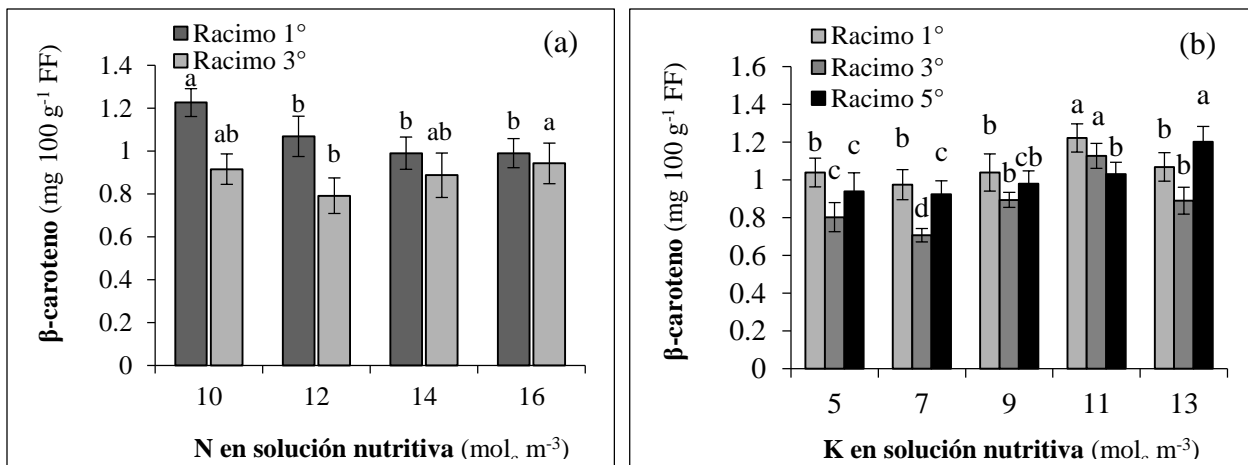 (a)
Racimo 1°
Racimo 3°
β-caroteno (mg 100 g⁻¹ FF)
1.4
1.2
1
0.8
0.6
0.4
0.2
0
a
ab
b
b
b
ab
b
a
10 12 14 16
N en solución nutritiva (molc m⁻³)
(b)
Racimo 1°
Racimo 3°
Racimo 5°
β-caroteno (mg 100 g⁻¹ FF)
1.6
1.4
1.2
1
0.8
0.6
0.4
0.2
0
b c c
b d c
b b cb
a a b
b b a
5 7 9 11 13
K en solución nutritiva (molc m⁻³)